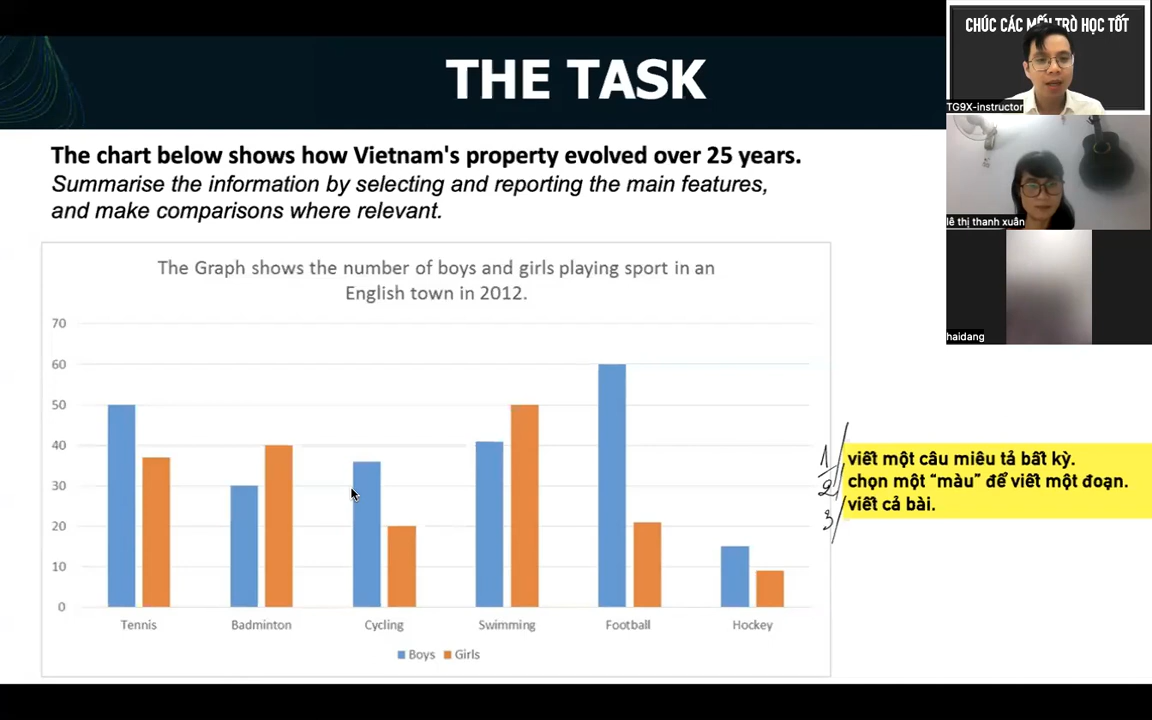 THE TASK
The chart below shows how Vietnam's property evolved over 25 years.
Summarise the information by selecting and reporting the main features,
and make comparisons where relevant.
The Graph shows the number of boys and girls playing sport in an
English town in 2012.
70
60
50
40
30
20
10
0
Tennis Badminton Cycling Swimming Football Hockey
Boys Girls
1/ viết một câu miêu tả bất kỳ.
2/ chọn một “màu” để viết một đoạn.
3/ viết cả bài.
TG9X-instructor
lê thị thanh xuân
haidang